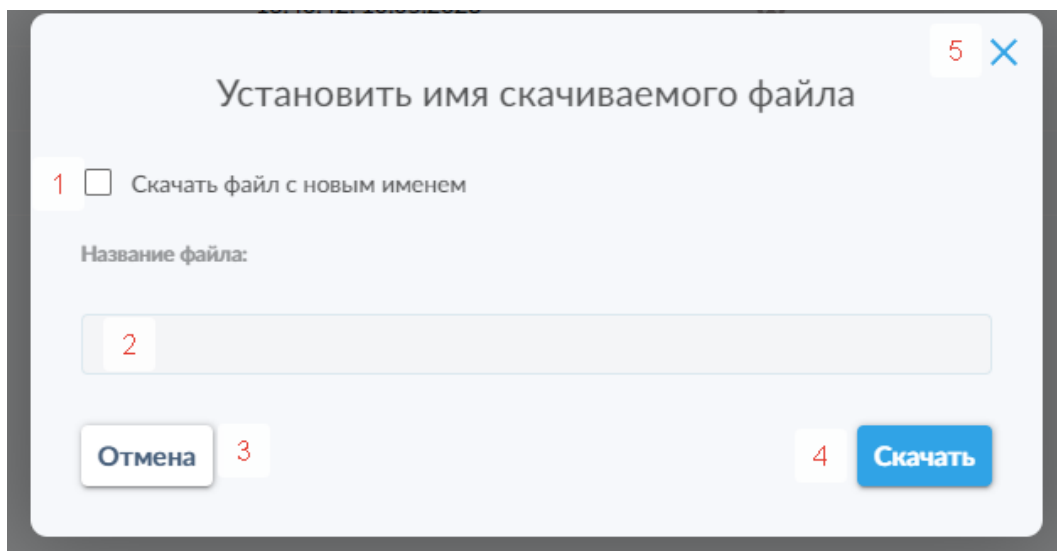 5
Установить имя скачиваемого файла
1 Скачать файл с новым именем
Название файла:
2
Отмена 3 4 Скачать